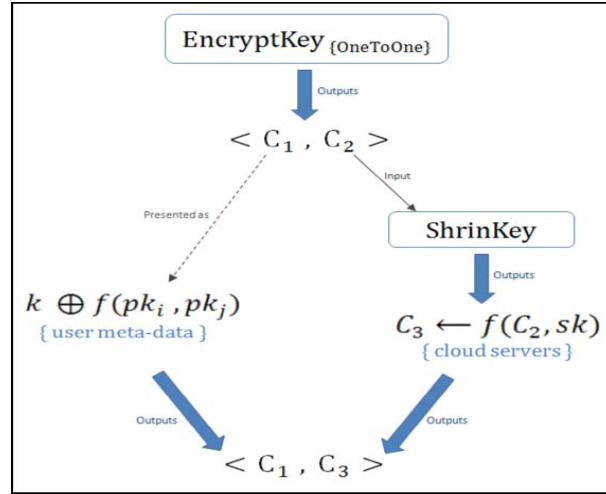 EncryptKey {OneToOne}
Outputs
< C₁ , C₂ >
Input
Presented as
ShrinKey
Outputs
k ⊕ f(pkᵢ , pkⱼ)
{ user meta-data }
C₃ ← f(C₂, sk)
{ cloud servers }
Outputs
Outputs
< C₁ , C₃ >